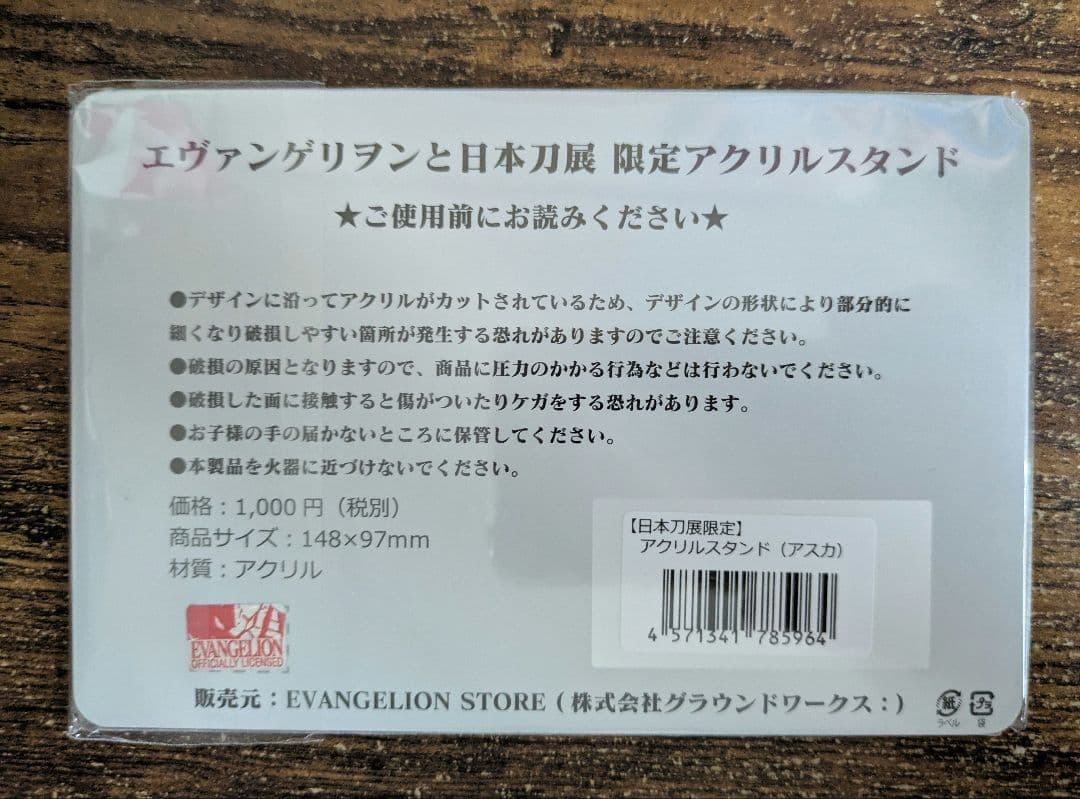 エヴァンゲリヲンと日本刀展 限定アクリルスタンド
★ご使用前にお読みください★
●デザインに沿ってアクリルがカットされているため、デザインの形状により部分的に
細くなり破損しやすい箇所が発生する恐れがありますのでご注意ください。
●破損の原因となりますので、商品に圧力のかかる行為などは行わないでください。
●破損した面に接触すると傷がついたりケガをする恐れがあります。
●お子様の手の届かないところに保管してください。
●本製品を火器に近づけないでください。
価格：1,000円（税別）
商品サイズ：148×97mm
材質：アクリル
【日本刀展限定】
アクリルスタンド（アスカ）
4 571341 785964
EVANGELION
OFFICIALLY LICENSED
販売元：EVANGELION STORE（株式会社グラウンドワークス：）
紙 プラ
ラベル 袋